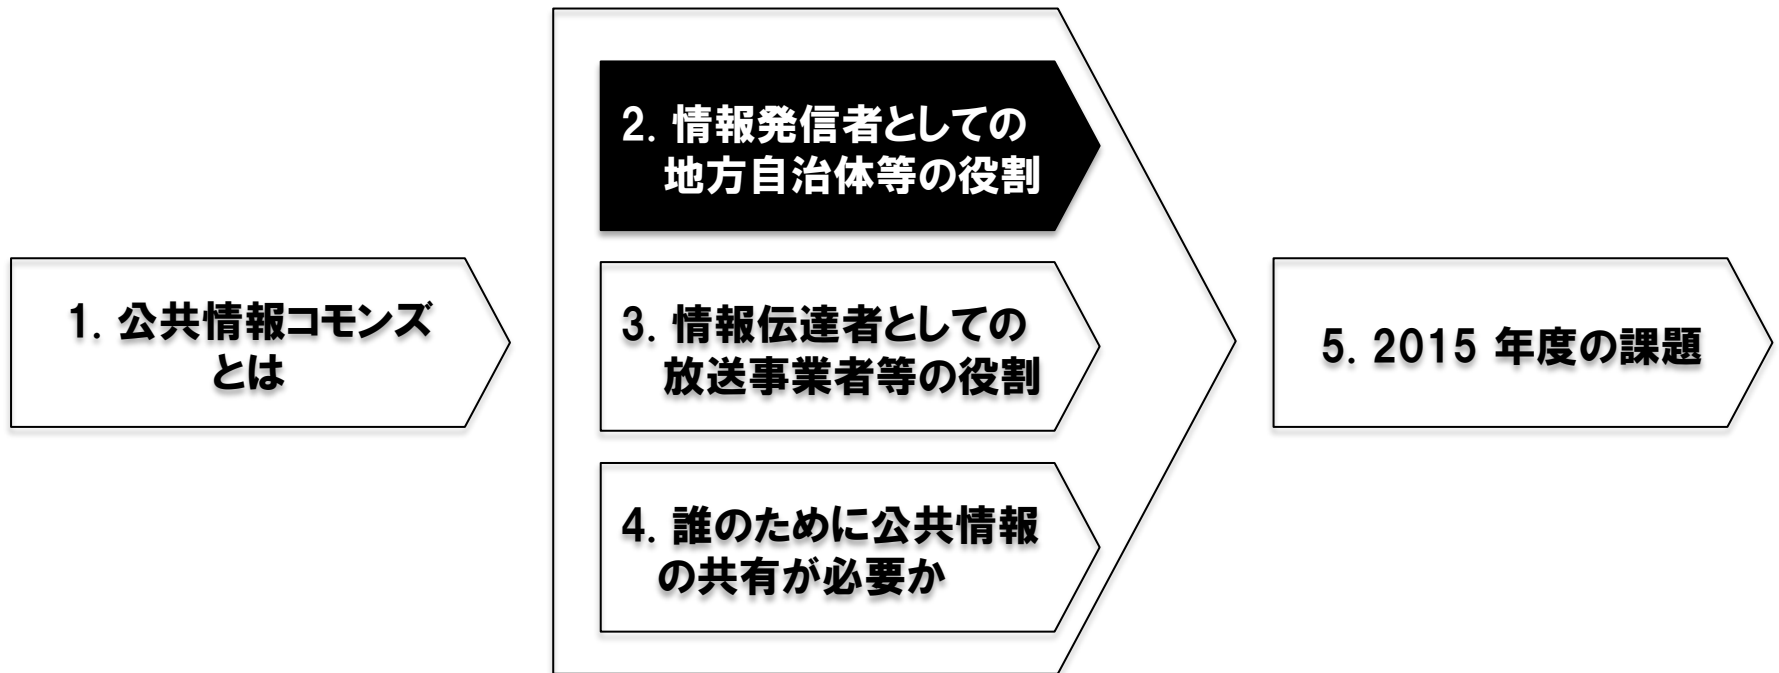 1. 公共情報コモンズ
とは
2. 情報発信者としての
地方自治体等の役割
3. 情報伝達者としての
放送事業者等の役割
4. 誰のために公共情報
の共有が必要か
5. 2015 年度の課題